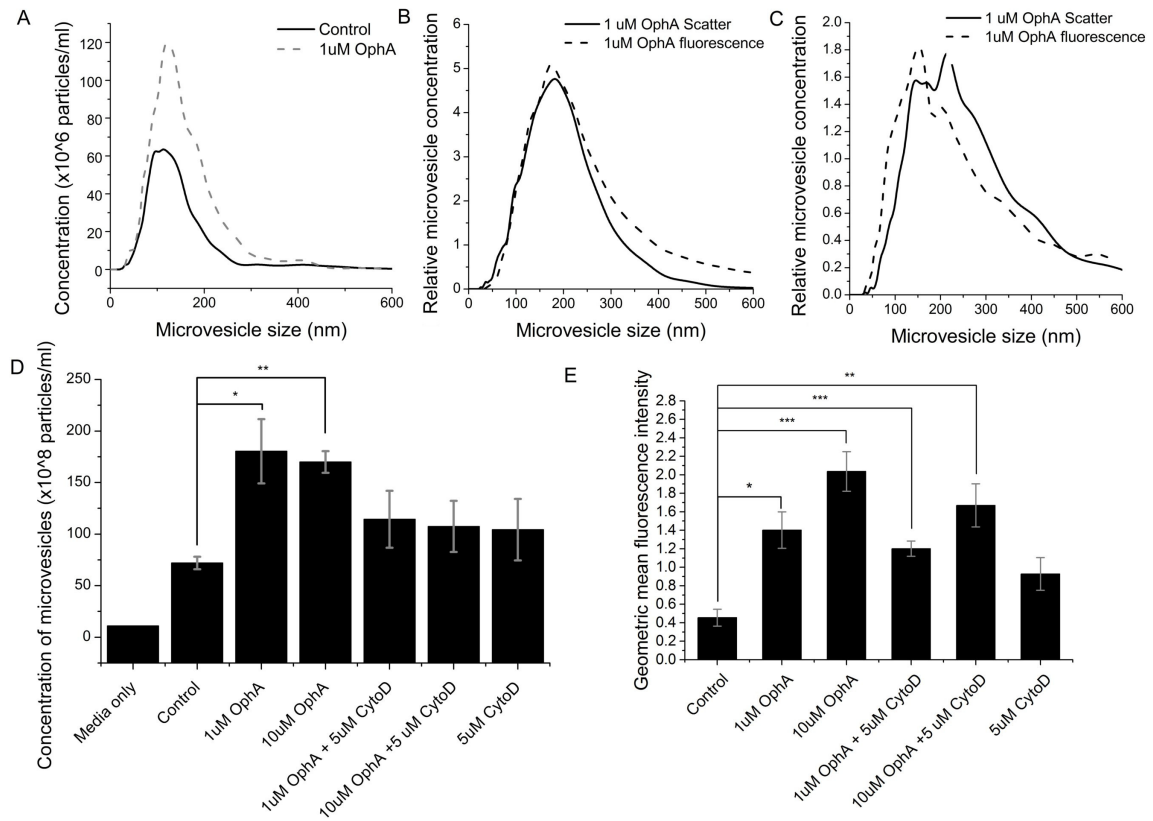 A
Control
1uM OphA
Concentration (x10^6 particles/ml)
120
100
80
60
40
20
0
0 200 400 600
Microvesicle size (nm)
B
1 uM OphA Scatter
1uM OphA fluorescence
Relative microvesicle concentration
6
5
4
3
2
1
0
0 100 200 300 400 500 600
Microvesicle size (nm)
C
1 uM OphA Scatter
1uM OphA fluorescence
Relative microvesicle concentration
2.0
1.8
1.6
1.4
1.2
1.0
0.8
0.6
0.4
0.2
0.0
0 100 200 300 400 500 600
Microvesicle size (nm)
D
Concentration of microvesicles (x10^8 particles/ml)
250
200
150
100
50
0
**
*
Media only
Control
1uM OphA
10uM OphA
1uM OphA + 5uM CytoD
10uM OphA +5 uM CytoD
5uM CytoD
E
Geometric mean fluorescence intensity
2.8
2.6
2.4
2.2
2.0
1.8
1.6
1.4
1.2
1.0
0.8
0.6
0.4
0.2
0.0
**
***
***
*
Control
1uM OphA
10uM OphA
1uM OphA + 5uM CytoD
10uM OphA +5 uM CytoD
5uM CytoD